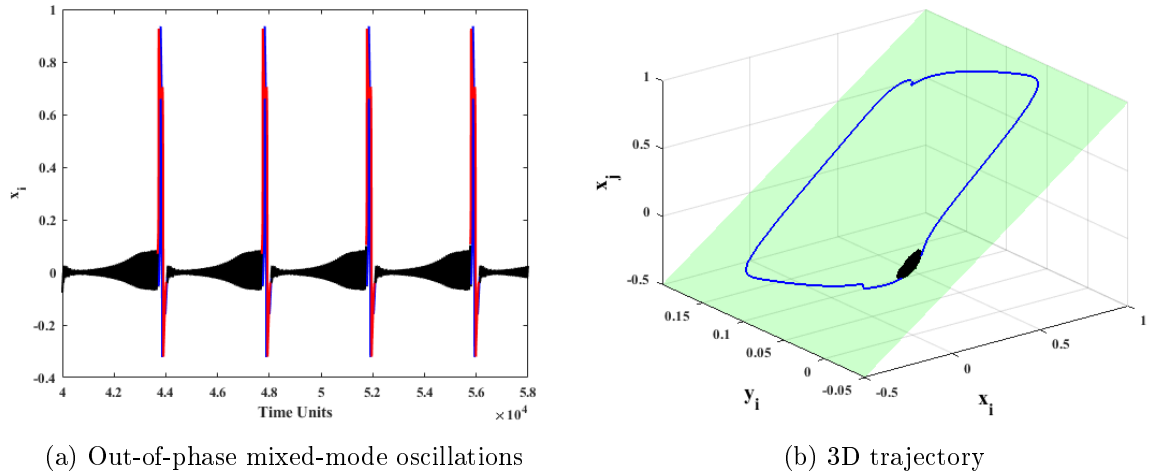 1
0.8
0.6
0.4
0.2
0
-0.2
-0.4
x_i
40 4.2 4.4 4.6 4.8 5 5.2 5.4 5.6 5.8
Time Units
×10^4
(a) Out-of-phase mixed-mode oscillations
1
0.5
0
-0.5
x_j
0.15
0.1
0.05
0
-0.05
y_i
-0.5
0
0.5
1
x_i
(b) 3D trajectory